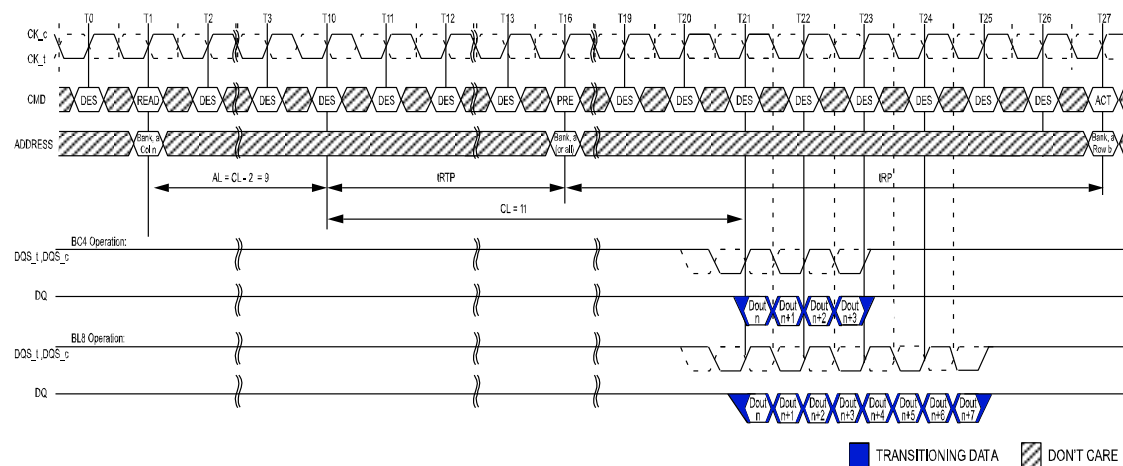 T0 T1 T2 T3 T10 T11 T12 T13 T16 T19 T20 T21 T22 T23 T24 T25 T26 T27
CK_c
CK_t
CMD DES READ DES DES DES DES DES DES PRE DES DES DES DES DES DES DES DES ACT
ADDRESS Bank, a Col n Bank, a (or all) Bank, a Row b
AL = CL - 2 = 9 tRTP tRP
CL = 11
BC4 Operation:
DQS_t ,DQS_c
DQ Dout n Dout n+1 Dout n+2 Dout n+3
BL8 Operation:
DQS_t ,DQS_c
DQ Dout n Dout n+1 Dout n+2 Dout n+3 Dout n+4 Dout n+5 Dout n+6 Dout n+7
TRANSITIONING DATA DON'T CARE